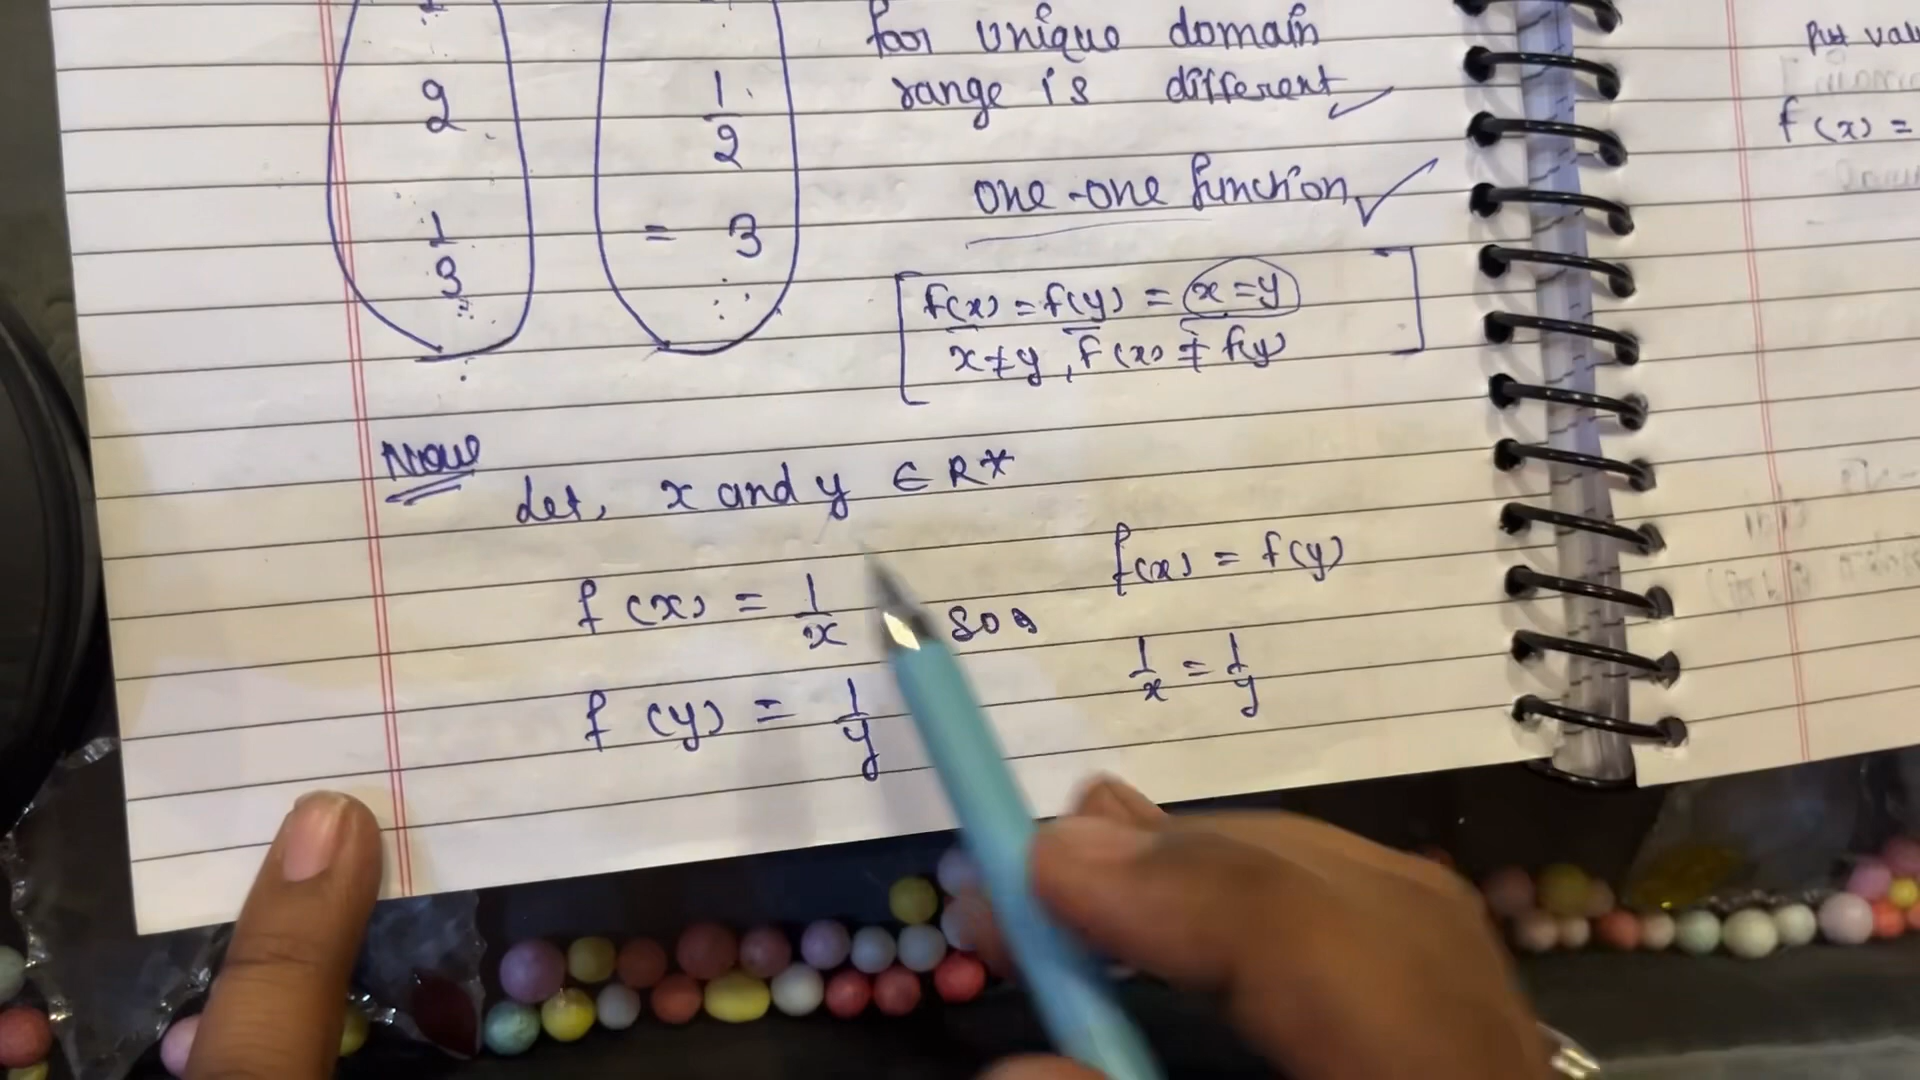 for unique domain
range is different ✓
2
1/2
one-one function ✓
1/3
= 3
f(x) = f(y) = x=y
x≠y, f(x) ≠ f(y)
Now
Let, x and y ∈ R*
f(x) = 1/x
so,
f(x) = f(y)
f(y) = 1/y
1/x = 1/y
Put
f(x) =